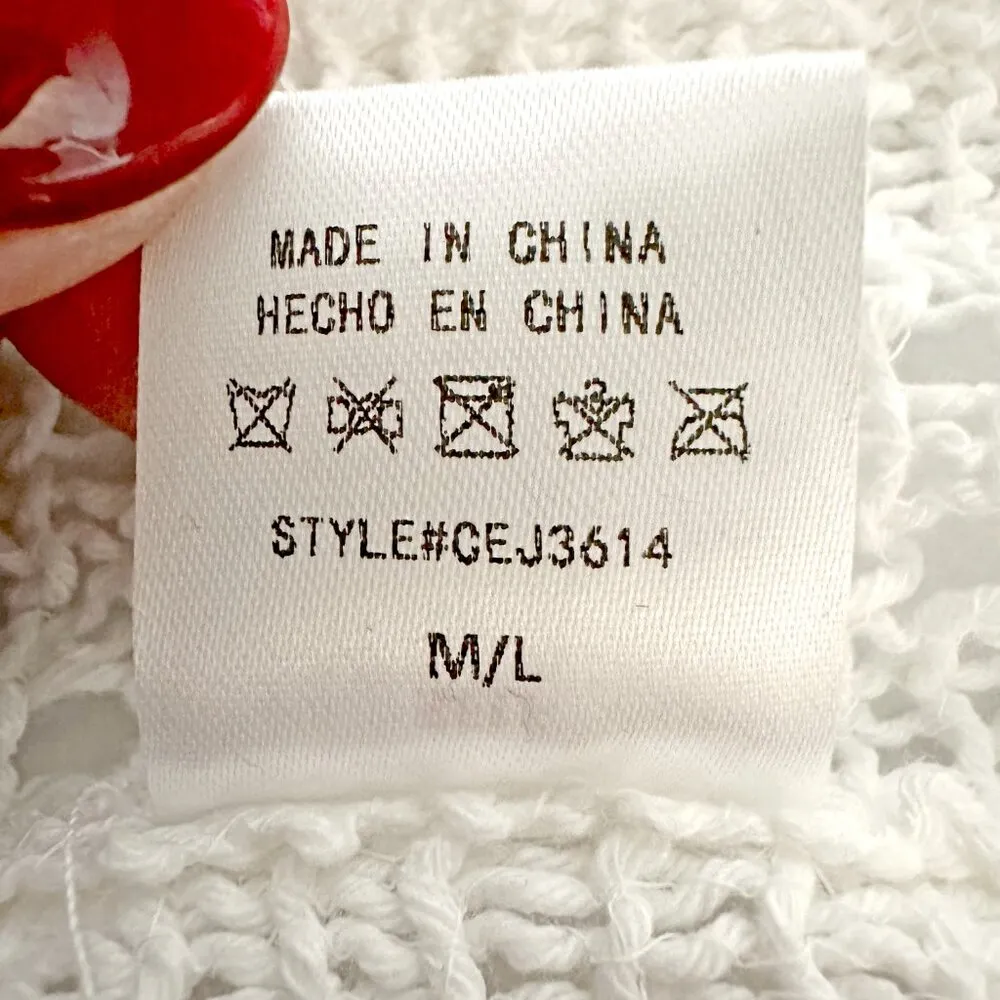 MADE IN CHINA
HECHO EN CHINA
STYLE#CEJ3614
M/L